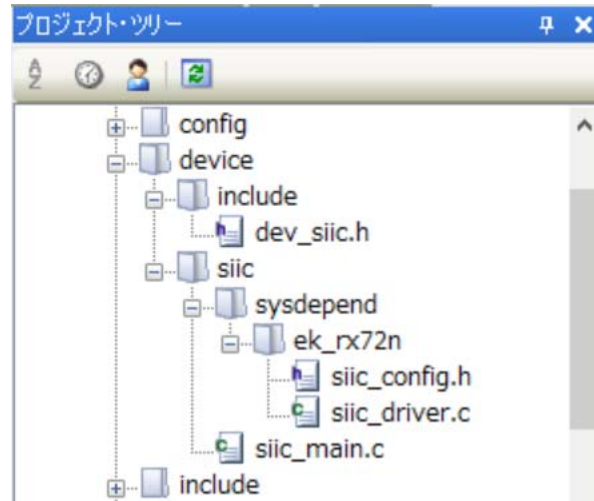 プロジェクト・ツリー
config
device
include
dev_siic.h
siic
sysdepend
ek_rx72n
siic_config.h
siic_driver.c
siic_main.c
include